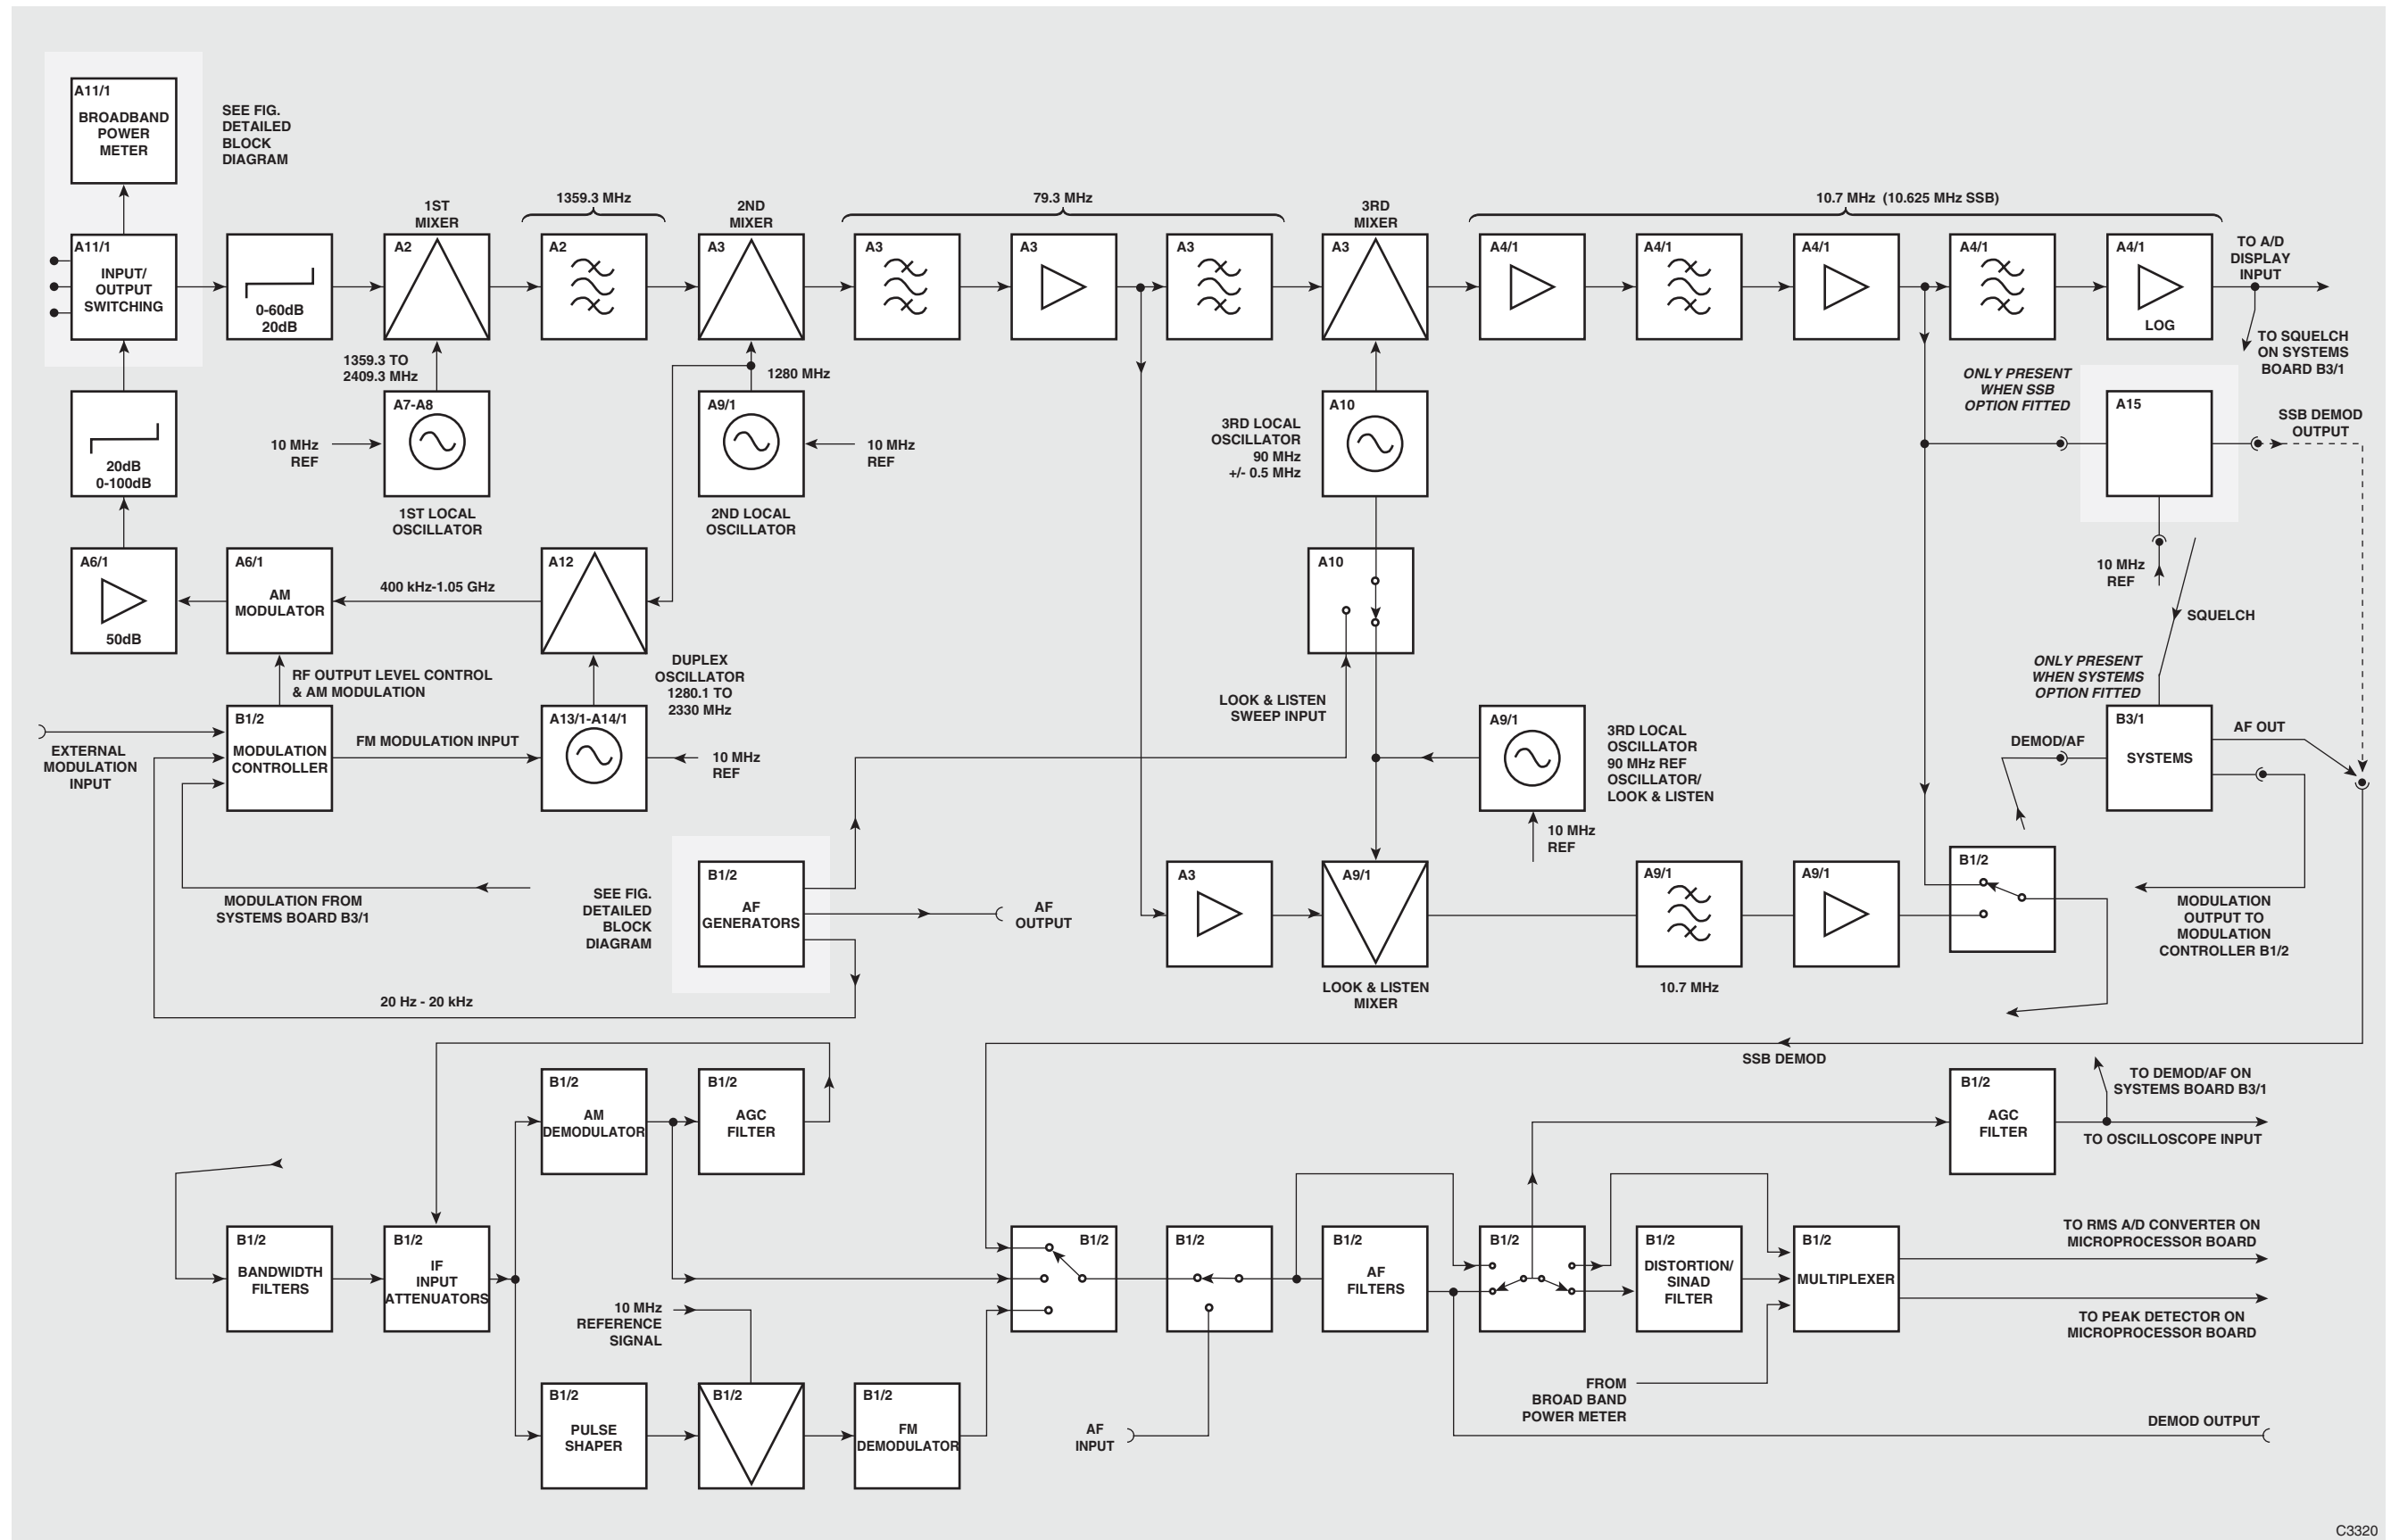 A11/1
BROADBAND
POWER
METER
SEE FIG.
DETAILED
BLOCK
DIAGRAM
A11/1
INPUT/
OUTPUT
SWITCHING
0-60dB
20dB
1ST
MIXER
A2
1359.3 MHz
A2
2ND
MIXER
A3
79.3 MHz
A3
A3
A3
3RD
MIXER
A3
10.7 MHz (10.625 MHz SSB)
A4/1
A4/1
A4/1
A4/1
A4/1
LOG
TO A/D
DISPLAY
INPUT
TO SQUELCH
ON SYSTEMS
BOARD B3/1
20dB
0-100dB
1359.3 TO
2409.3 MHz
10 MHz
REF
A7-A8
1ST LOCAL
OSCILLATOR
1280 MHz
A9/1
10 MHz
REF
2ND LOCAL
OSCILLATOR
3RD LOCAL
OSCILLATOR
90 MHz
+/- 0.5 MHz
A10
ONLY PRESENT
WHEN SSB
OPTION FITTED
A15
SSB DEMOD
OUTPUT
10 MHz
REF
SQUELCH
A6/1
50dB
A6/1
AM
MODULATOR
400 kHz-1.05 GHz
A12
A10
RF OUTPUT LEVEL CONTROL
& AM MODULATION
DUPLEX
OSCILLATOR
1280.1 TO
2330 MHz
LOOK & LISTEN
SWEEP INPUT
ONLY PRESENT
WHEN SYSTEMS
OPTION FITTED
EXTERNAL
MODULATION
INPUT
B1/2
MODULATION
CONTROLLER
FM MODULATION INPUT
A13/1-A14/1
10 MHz
REF
A9/1
3RD LOCAL
OSCILLATOR
90 MHz REF
OSCILLATOR/
LOOK & LISTEN
10 MHz
REF
DEMOD/AF
B3/1
SYSTEMS
AF OUT
MODULATION FROM
SYSTEMS BOARD B3/1
SEE FIG.
DETAILED
BLOCK
DIAGRAM
B1/2
AF
GENERATORS
AF
OUTPUT
A3
A9/1
LOOK & LISTEN
MIXER
A9/1
10.7 MHz
A9/1
B1/2
MODULATION
OUTPUT TO
MODULATION
CONTROLLER B1/2
20 Hz - 20 kHz
SSB DEMOD
B1/2
AM
DEMODULATOR
B1/2
AGC
FILTER
B1/2
AGC
FILTER
TO DEMOD/AF ON
SYSTEMS BOARD B3/1
TO OSCILLOSCOPE INPUT
B1/2
BANDWIDTH
FILTERS
B1/2
IF
INPUT
ATTENUATORS
10 MHz
REFERENCE
SIGNAL
B1/2
B1/2
B1/2
AF
FILTERS
B1/2
B1/2
DISTORTION/
SINAD
FILTER
B1/2
MULTIPLEXER
TO RMS A/D CONVERTER ON
MICROPROCESSOR BOARD
TO PEAK DETECTOR ON
MICROPROCESSOR BOARD
B1/2
PULSE
SHAPER
B1/2
B1/2
FM
DEMODULATOR
AF
INPUT
FROM
BROAD BAND
POWER METER
DEMOD OUTPUT
C3320